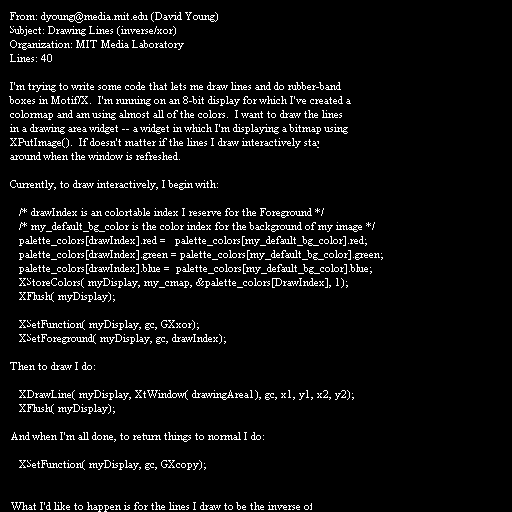 From: dyoung@media.mit.edu (David Young)
Subject: Drawing Lines (inverse/xor)
Organization: MIT Media Laboratory
Lines: 40
I'm trying to write some code that lets me draw lines and do rubber-band
boxes in Motif/X.  I'm running on an 8-bit display for which I've created a
colormap and am using almost all of the colors.  I want to draw the lines
in a drawing area widget -- a widget in which I'm displaying a bitmap using
XPutImage().  If doesn't matter if the lines I draw interactively stay
around when the window is refreshed.
Currently, to draw interactively, I begin with:
/* drawIndex is an colortable index I reserve for the Foreground */
/* my_default_bg_color is the color index for the background of my image */
palette_colors[drawIndex].red =   palette_colors[my_default_bg_color].red;
palette_colors[drawIndex].green = palette_colors[my_default_bg_color].green;
palette_colors[drawIndex].blue =  palette_colors[my_default_bg_color].blue;
XStoreColors( myDisplay, my_cmap, &palette_colors[DrawIndex], 1);
XFlush( myDisplay);
XSetFunction( myDisplay, gc, GXxor);
XSetForeground( myDisplay, gc, drawIndex);
Then to draw I do:
XDrawLine( myDisplay, XtWindow( drawingArea1), gc, x1, y1, x2, y2);
XFlush( myDisplay);
And when I'm all done, to return things to normal I do:
XSetFunction( myDisplay, gc, GXcopy);
What I'd like to happen is for the lines I draw to be the inverse of